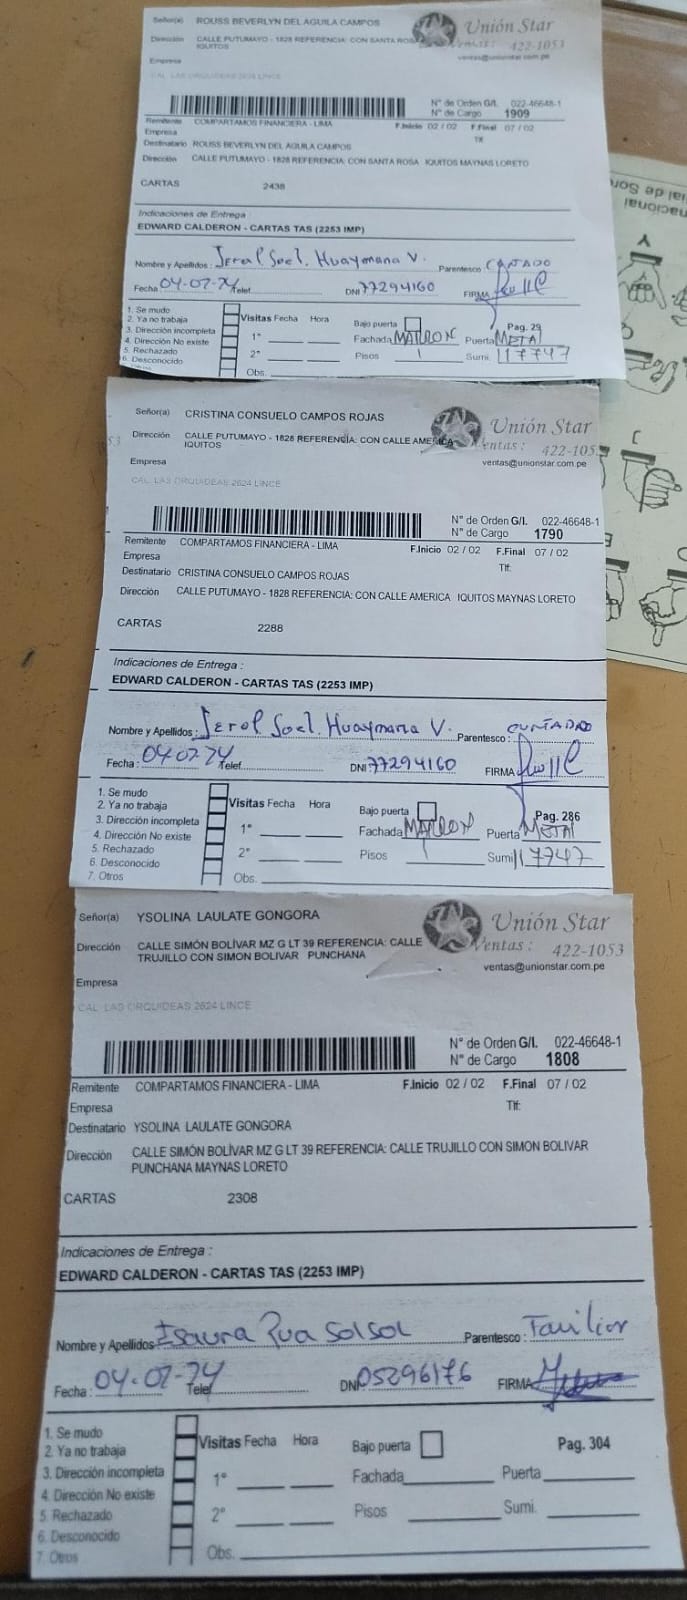 Señor(a) ROUSS BEVERLYN DEL AGUILA CAMPOS
Unión Star
Dirección CALLE PUTUMAYO - 1828 REFERENCIA: CON SANTA ROSA
Ventas: 422-1053
IQUITOS
ventas@unionstar.com.pe
Empresa
CAL. LAS ORQUIDEAS 2624 LINCE
N° de Orden G/I. 022-46648-1
N° de Cargo 1909
Remitente COMPARTAMOS FINANCIERA - LIMA F.Inicio 02 / 02 F.Final 07 / 02
Empresa Tlf:
Destinatario ROUSS BEVERLYN DEL AGUILA CAMPOS
Dirección CALLE PUTUMAYO - 1828 REFERENCIA: CON SANTA ROSA IQUITOS MAYNAS LORETO
CARTAS 2438
Indicaciones de Entrega
EDWARD CALDERON - CARTAS TAS (2253 IMP)
Nombre y Apellidos: Jerol Soel. Huaymana V. Parentesco
Fecha 04-02-24 Telef. DNI 77294160 FIRMA
1. Se mudo
2. Ya no trabaja
3. Dirección incompleta
4. Dirección No existe
5. Rechazado
6. Desconocido
Visitas Fecha Hora Bajo puerta Pag. 29
1° Fachada MARRON Puerta METAL
2° Pisos 1 Sumi. 117747
Obs.
Señor(a) CRISTINA CONSUELO CAMPOS ROJAS
Unión Star
Dirección CALLE PUTUMAYO - 1828 REFERENCIA: CON CALLE AMERICA
Ventas: 422-105
IQUITOS
ventas@unionstar.com.pe
Empresa
CAL. LAS ORQUIDEAS 2624 LINCE
N° de Orden G/I. 022-46648-1
N° de Cargo 1790
Remitente COMPARTAMOS FINANCIERA - LIMA F.Inicio 02 / 02 F.Final 07 / 02
Empresa Tlf:
Destinatario CRISTINA CONSUELO CAMPOS ROJAS
Dirección CALLE PUTUMAYO - 1828 REFERENCIA: CON CALLE AMERICA IQUITOS MAYNAS LORETO
CARTAS 2288
Indicaciones de Entrega :
EDWARD CALDERON - CARTAS TAS (2253 IMP)
Nombre y Apellidos: Jerol Soel. Huaymana V. Parentesco:
Fecha: 04-02-24 Telef. DNI 77294160 FIRMA
1. Se mudo
2. Ya no trabaja
3. Dirección incompleta
4. Dirección No existe
5. Rechazado
6. Desconocido
7. Otros
Visitas Fecha Hora Bajo puerta Pag. 286
1° Fachada MARRON Puerta METAL
2° Pisos 1 Sumi. 117747
Obs.
Señor(a) YSOLINA LAULATE GONGORA
Unión Star
Dirección CALLE SIMÓN BOLÍVAR MZ G LT 39 REFERENCIA: CALLE
Ventas: 422-1053
TRUJILLO CON SIMON BOLIVAR PUNCHANA
ventas@unionstar.com.pe
Empresa
CAL. LAS ORQUIDEAS 2624 LINCE
N° de Orden G/I. 022-46648-1
N° de Cargo 1808
Remitente COMPARTAMOS FINANCIERA - LIMA F.Inicio 02 / 02 F.Final 07 / 02
Empresa Tlf:
Destinatario YSOLINA LAULATE GONGORA
Dirección CALLE SIMÓN BOLÍVAR MZ G LT 39 REFERENCIA: CALLE TRUJILLO CON SIMON BOLIVAR
PUNCHANA MAYNAS LORETO
CARTAS 2308
Indicaciones de Entrega :
EDWARD CALDERON - CARTAS TAS (2253 IMP)
Nombre y Apellidos: Isaura Rua Solsol Parentesco: Familiar
Fecha: 04-02-24 Telef. DNI 05296176 FIRMA
1. Se mudo
2. Ya no trabaja
3. Dirección incompleta
4. Dirección No existe
5. Rechazado
6. Desconocido
7. Otros
Visitas Fecha Hora Bajo puerta Pag. 304
1° Fachada Puerta
2° Pisos Sumi.
Obs.